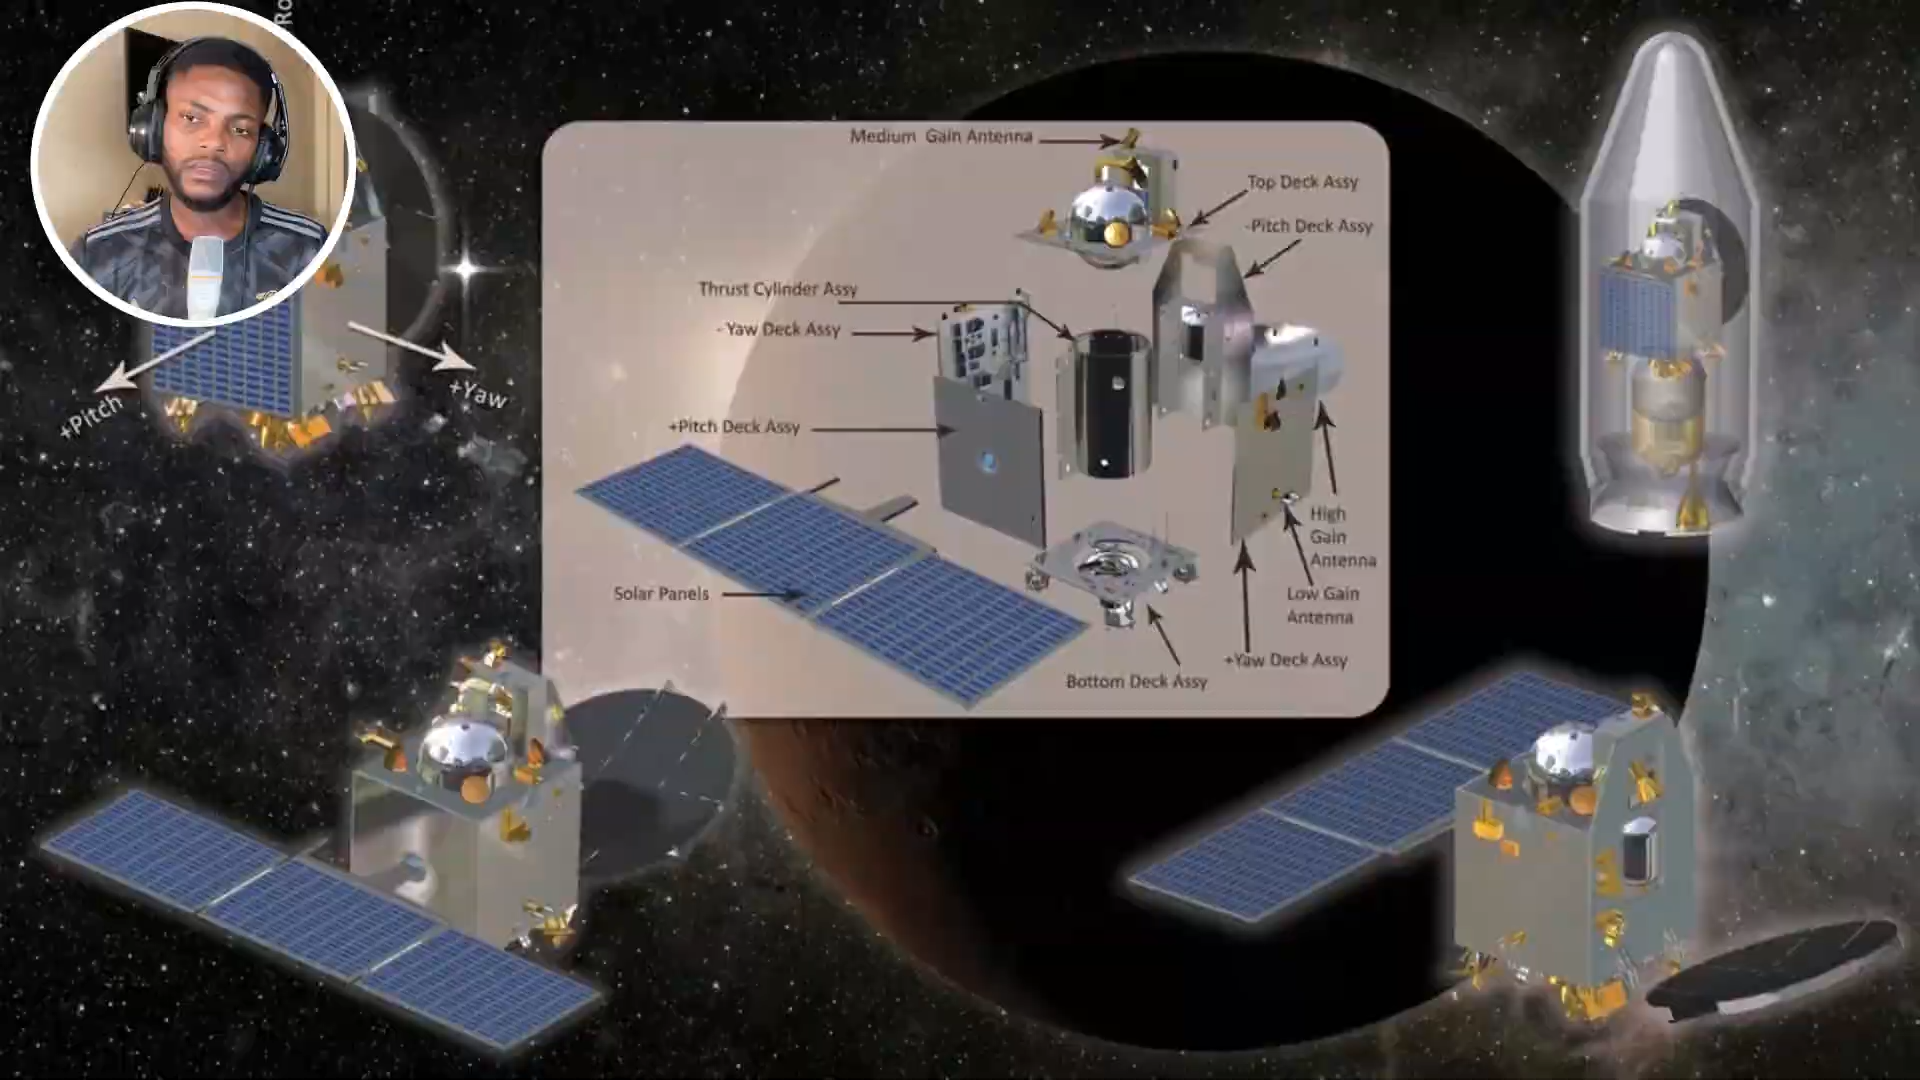 Ro
Medium Gain Antenna
Top Deck Assy
-Pitch Deck Assy
Thrust Cylinder Assy
- Yaw Deck Assy
+Pitch
+Yaw
+Pitch Deck Assy
High
Gain
Antenna
Solar Panels
Low Gain
Antenna
+Yaw Deck Assy
Bottom Deck Assy